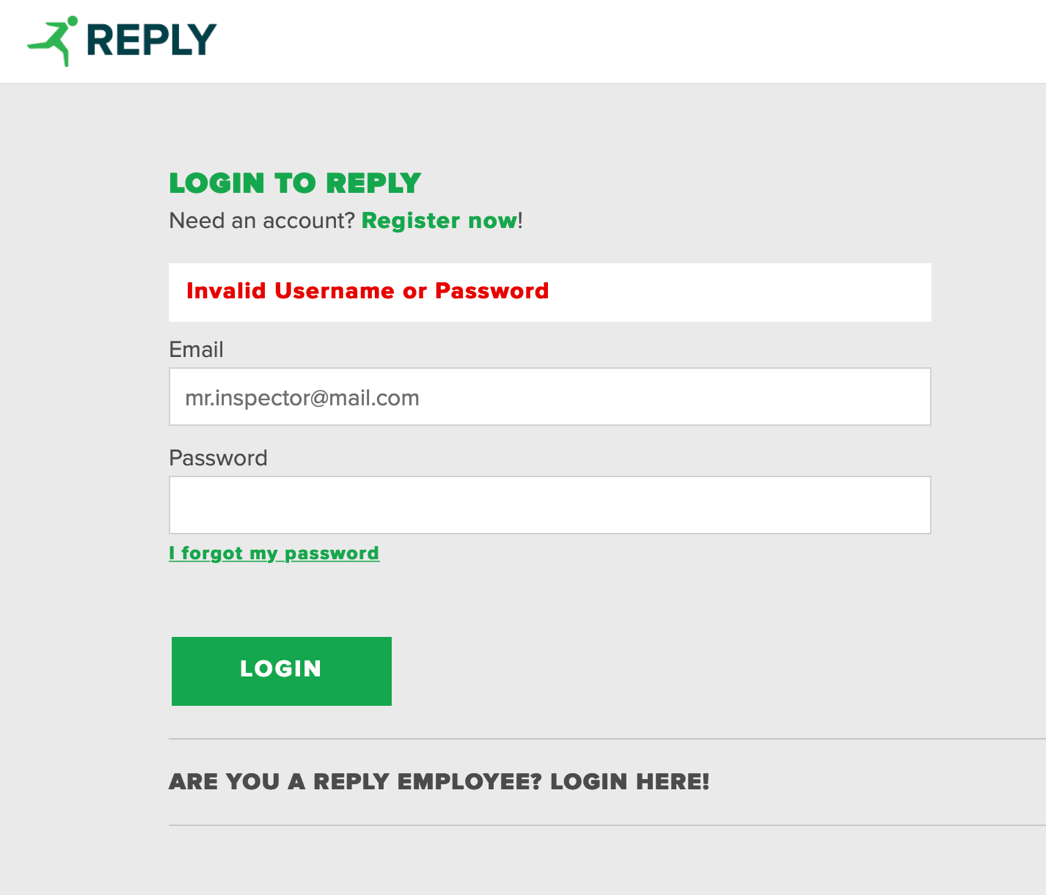 REPLY
LOGIN TO REPLY
Need an account? Register now!
Invalid Username or Password
Email
mr.inspector@mail.com
Password
I forgot my password
LOGIN
ARE YOU A REPLY EMPLOYEE? LOGIN HERE!